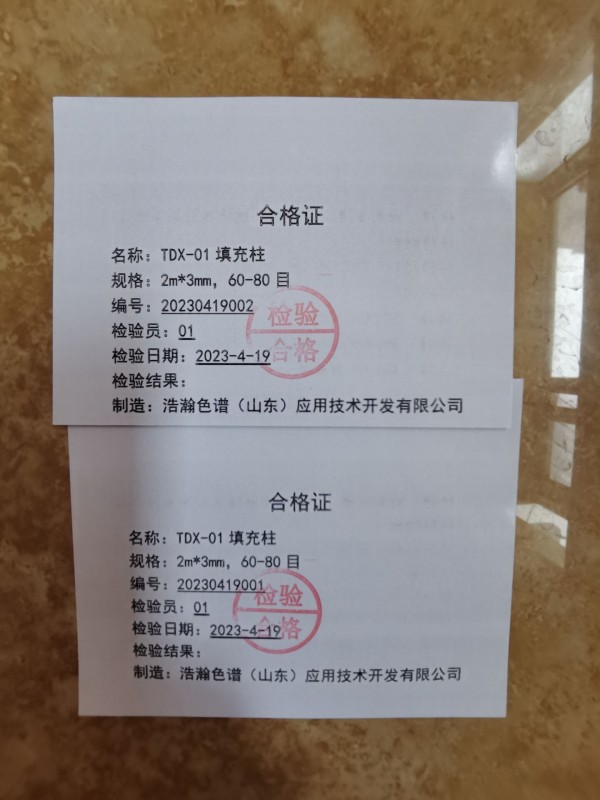 合格证
名称：TDX-01 填充柱
规格：2m*3mm，60-80 目
编号：20230419002
检验员：01
检验日期：2023-4-19
检验结果：
检验
合格
制造：浩瀚色谱（山东）应用技术开发有限公司
合格证
名称：TDX-01 填充柱
规格：2m*3mm，60-80 目
编号：20230419001
检验员：01
检验日期：2023-4-19
检验结果：
检验
合格
制造：浩瀚色谱（山东）应用技术开发有限公司